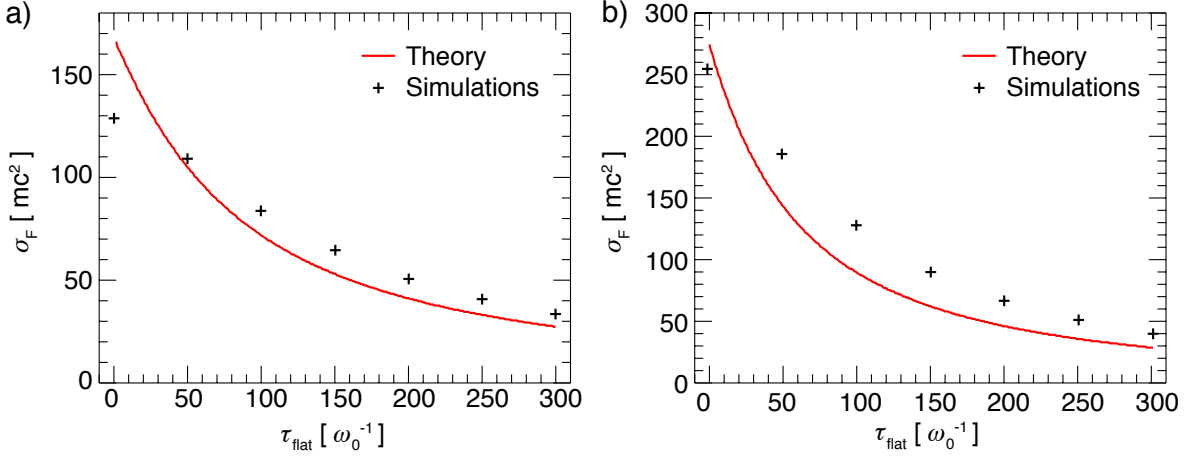 a)
Theory
Simulations
150
100
50
0
σF [ mc²]
0 50 100 150 200 250 300
τflat [ ω0⁻¹]
b)
Theory
Simulations
300
250
200
150
100
50
0
σF [ mc²]
0 50 100 150 200 250 300
τflat [ ω0⁻¹]